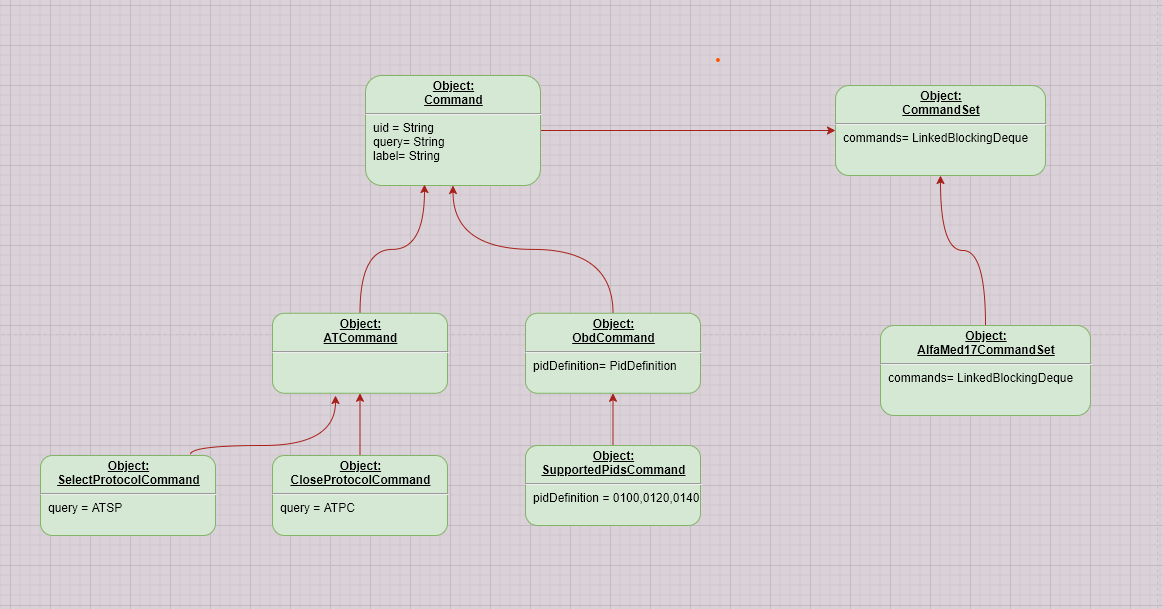 Object:
Command
uid = String
query= String
label= String
Object:
CommandSet
commands= LinkedBlockingDeque
Object:
ATCommand
Object:
ObdCommand
pidDefinition= PidDefinition
Object:
AlfaMed17CommandSet
commands= LinkedBlockingDeque
Object:
SelectProtocolCommand
query = ATSP
Object:
CloseProtocolCommand
query = ATPC
Object:
SupportedPidsCommand
pidDefinition = 0100,0120,0140